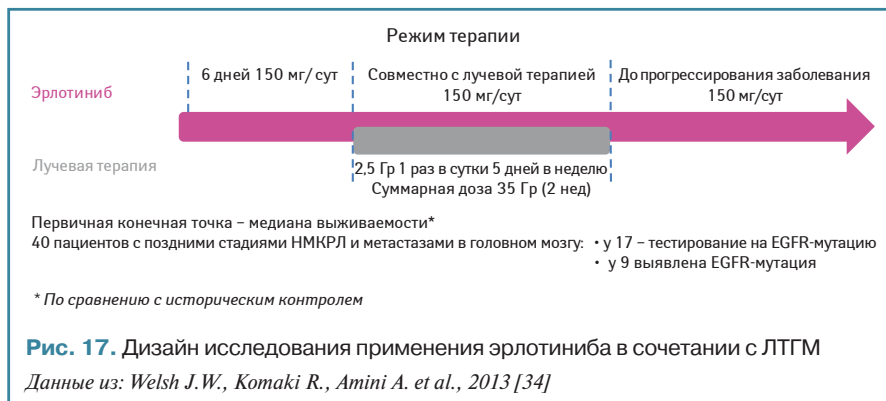 Режим терапии
6 дней 150 мг/ сут
Совместно с лучевой терапией
150 мг/сут
До прогрессирования заболевания
150 мг/сут
Эрлотиниб
Лучевая терапия
2,5 Гр 1 раз в сутки 5 дней в неделю
Суммарная доза 35 Гр (2 нед)
Первичная конечная точка – медиана выживаемости*
40 пациентов с поздними стадиями НМКРЛ и метастазами в головном мозгу: • у 17 – тестирование на EGFR-мутацию
• у 9 выявлена EGFR-мутация
* По сравнению с историческим контролем
Рис. 17. Дизайн исследования применения эрлотиниба в сочетании с ЛТГМ
Данные из: Welsh J.W., Komaki R., Amini A. et al., 2013 [34]